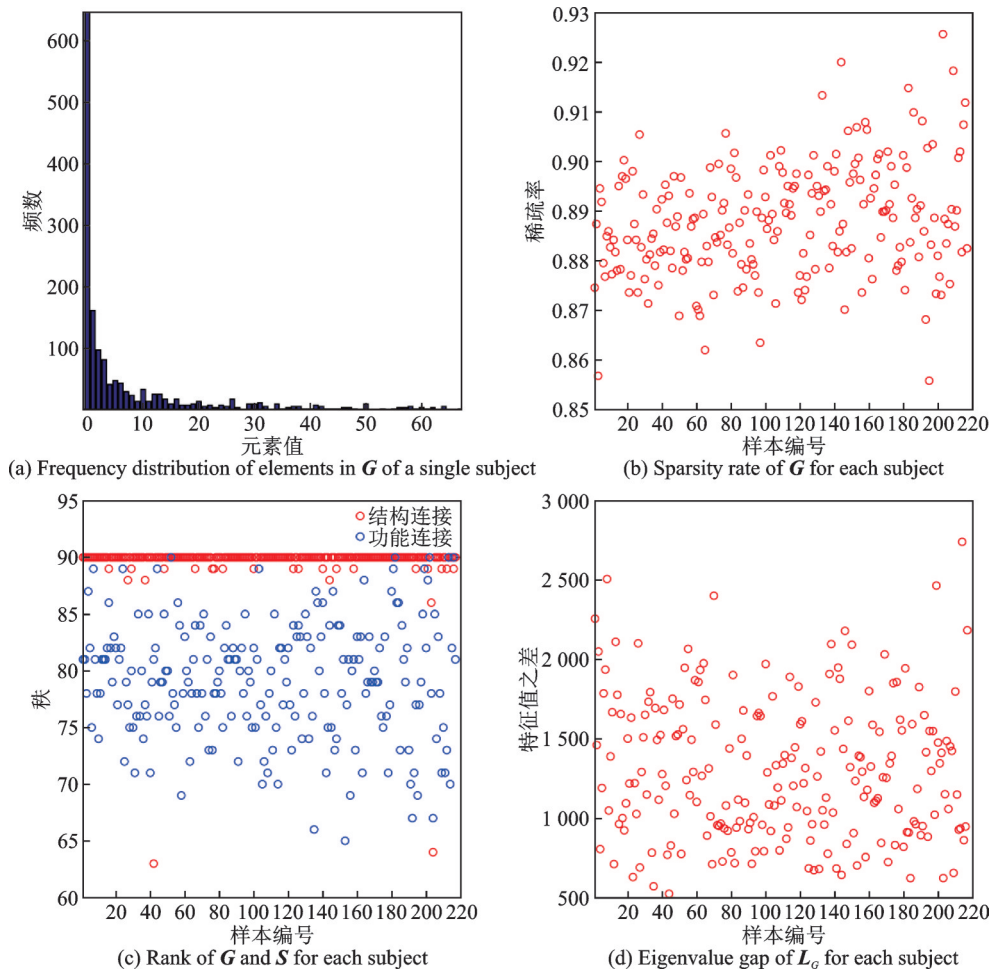 600
500
400
300
200
100
频数
0 10 20 30 40 50 60
元素值
(a) Frequency distribution of elements in G of a single subject
0.93
0.92
0.91
0.90
0.89
0.88
0.87
0.86
0.85
稀疏率
20 40 60 80 100 120 140 160 180 200 220
样本编号
(b) Sparsity rate of G for each subject
95
90
85
80
75
70
65
60
秩
结构连接
功能连接
20 40 60 80 100 120 140 160 180 200 220
样本编号
(c) Rank of G and S for each subject
3 000
2 500
2 000
1 500
1 000
500
特征值之差
20 40 60 80 100 120 140 160 180 200 220
样本编号
(d) Eigenvalue gap of L_G for each subject